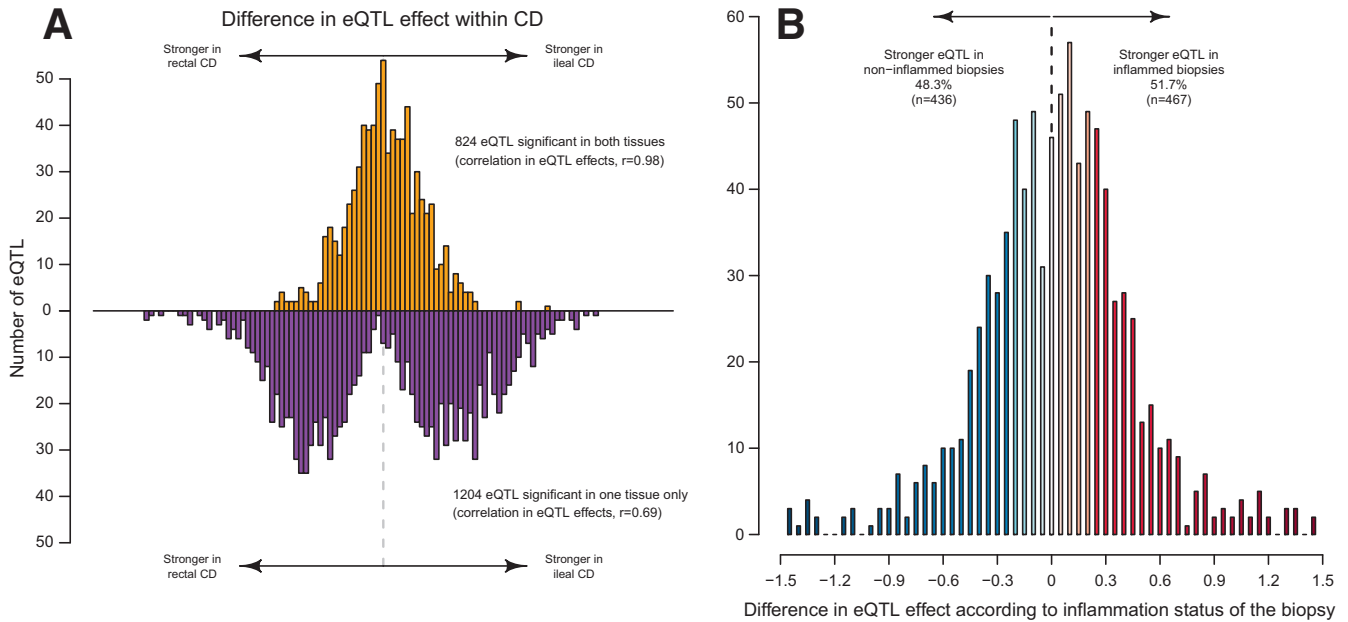 A
Difference in eQTL effect within CD
Stronger in
rectal CD
Stronger in
ileal CD
50
40
30
20
10
0
10
20
30
40
50
Number of eQTL
824 eQTL significant in both tissues
(correlation in eQTL effects, r=0.98)
1204 eQTL significant in one tissue only
(correlation in eQTL effects, r=0.69)
Stronger in
rectal CD
Stronger in
ileal CD
B
60
50
40
30
20
10
0
Stronger eQTL in
non−inflammed biopsies
48.3%
(n=436)
Stronger eQTL in
inflammed biopsies
51.7%
(n=467)
−1.5 −1.2 −0.9 −0.6 −0.3 0 0.3 0.6 0.9 1.2 1.5
Difference in eQTL effect according to inflammation status of the biopsy